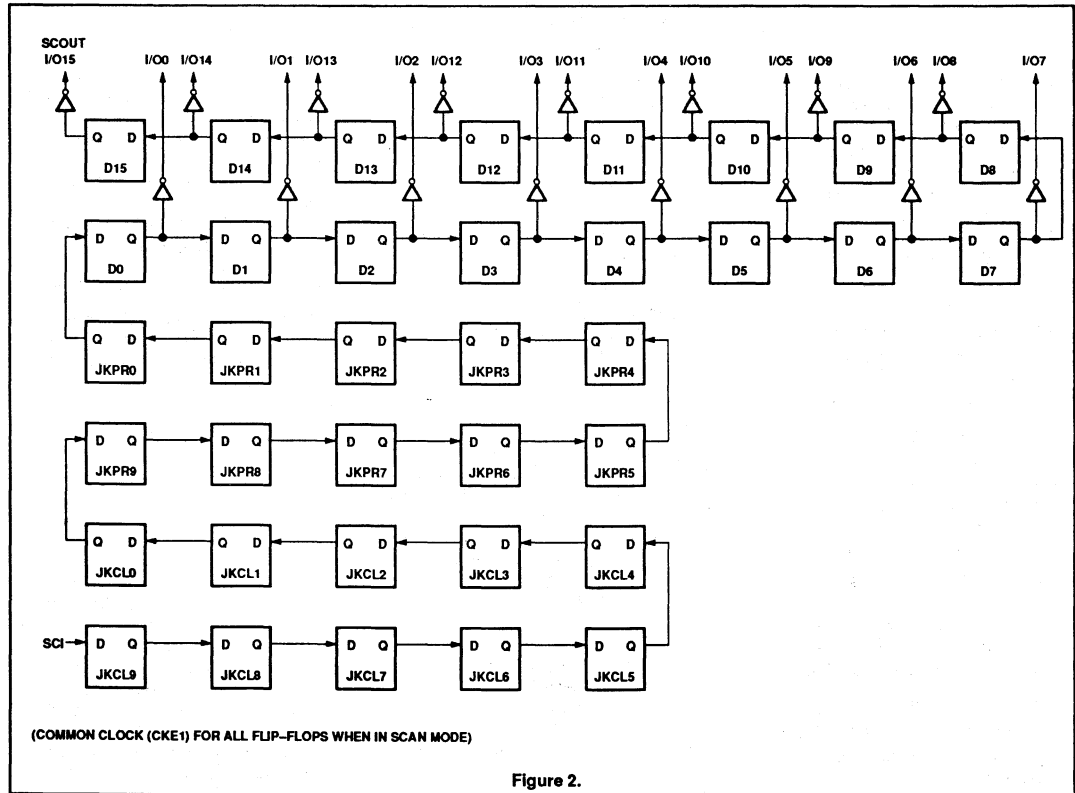 SCOUT
I/O15 I/O0 I/O14 I/O1 I/O13 I/O2 I/O12 I/O3 I/O11 I/O4 I/O10 I/O5 I/O9 I/O6 I/O8 I/O7
Q D Q D Q D Q D Q D Q D Q D Q D
D15 D14 D13 D12 D11 D10 D9 D8
D Q D Q D Q D Q D Q D Q D Q D Q
D0 D1 D2 D3 D4 D5 D6 D7
Q D Q D Q D Q D Q D
JKPR0 JKPR1 JKPR2 JKPR3 JKPR4
D Q D Q D Q D Q D Q
JKPR9 JKPR8 JKPR7 JKPR6 JKPR5
Q D Q D Q D Q D Q D
JKCL0 JKCL1 JKCL2 JKCL3 JKCL4
SCI D Q D Q D Q D Q D Q
JKCL9 JKCL8 JKCL7 JKCL6 JKCL5
(COMMON CLOCK (CKE1) FOR ALL FLIP–FLOPS WHEN IN SCAN MODE)
Figure 2.